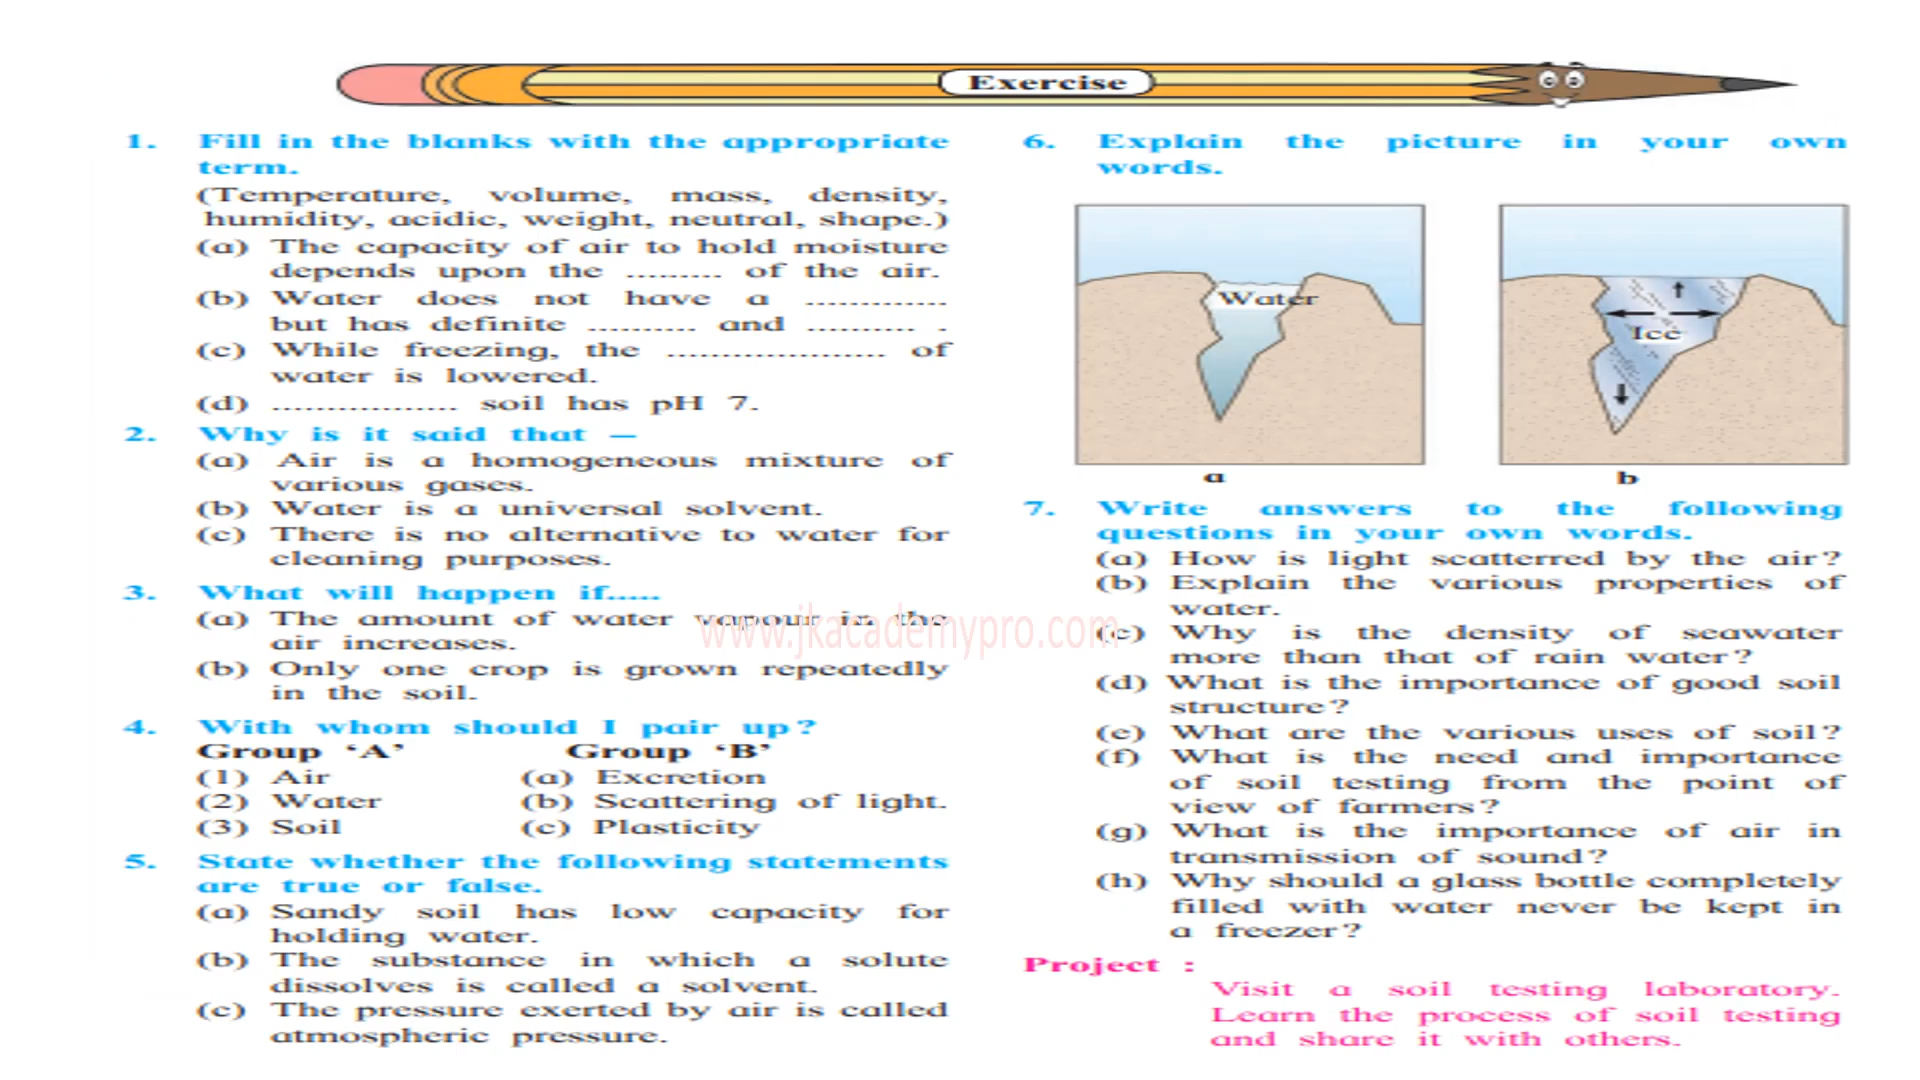 Exercise
1. Fill in the blanks with the appropriate
term.
(Temperature, volume, mass, density,
humidity, acidic, weight, neutral, shape.)
(a) The capacity of air to hold moisture
depends upon the ......... of the air.
(b) Water does not have a .............
but has definite .......... and .......... .
(c) While freezing, the .................... of
water is lowered.
(d) ................. soil has pH 7.
2. Why is it said that –
(a) Air is a homogeneous mixture of
various gases.
(b) Water is a universal solvent.
(c) There is no alternative to water for
cleaning purposes.
3. What will happen if.....
(a) The amount of water vapour in the
air increases.
(b) Only one crop is grown repeatedly
in the soil.
4. With whom should I pair up?
Group ‘A’ Group ‘B’
(1) Air (a) Excretion
(2) Water (b) Scattering of light.
(3) Soil (c) Plasticity
5. State whether the following statements
are true or false.
(a) Sandy soil has low capacity for
holding water.
(b) The substance in which a solute
dissolves is called a solvent.
(c) The pressure exerted by air is called
atmospheric pressure.
6. Explain the picture in your own
words.
Water
Ice
a b
7. Write answers to the following
questions in your own words.
(a) How is light scatterred by the air?
(b) Explain the various properties of
water.
(c) Why is the density of seawater
more than that of rain water?
(d) What is the importance of good soil
structure?
(e) What are the various uses of soil?
(f) What is the need and importance
of soil testing from the point of
view of farmers?
(g) What is the importance of air in
transmission of sound?
(h) Why should a glass bottle completely
filled with water never be kept in
a freezer?
Project :
Visit a soil testing laboratory.
Learn the process of soil testing
and share it with others.
www.jkacademypro.com